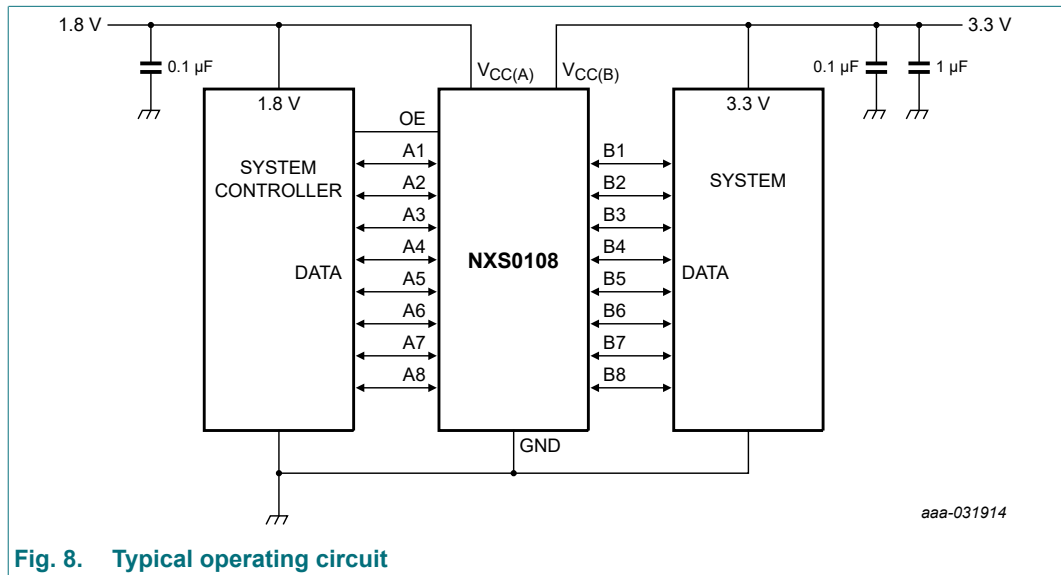 1.8 V
3.3 V
0.1 µF
VCC(A)
VCC(B)
0.1 µF
1 µF
1.8 V
3.3 V
OE
A1
B1
SYSTEM
CONTROLLER
A2
B2
SYSTEM
A3
B3
A4
B4
DATA
NXS0108
DATA
A5
B5
A6
B6
A7
B7
A8
B8
GND
aaa-031914
Fig. 8. Typical operating circuit